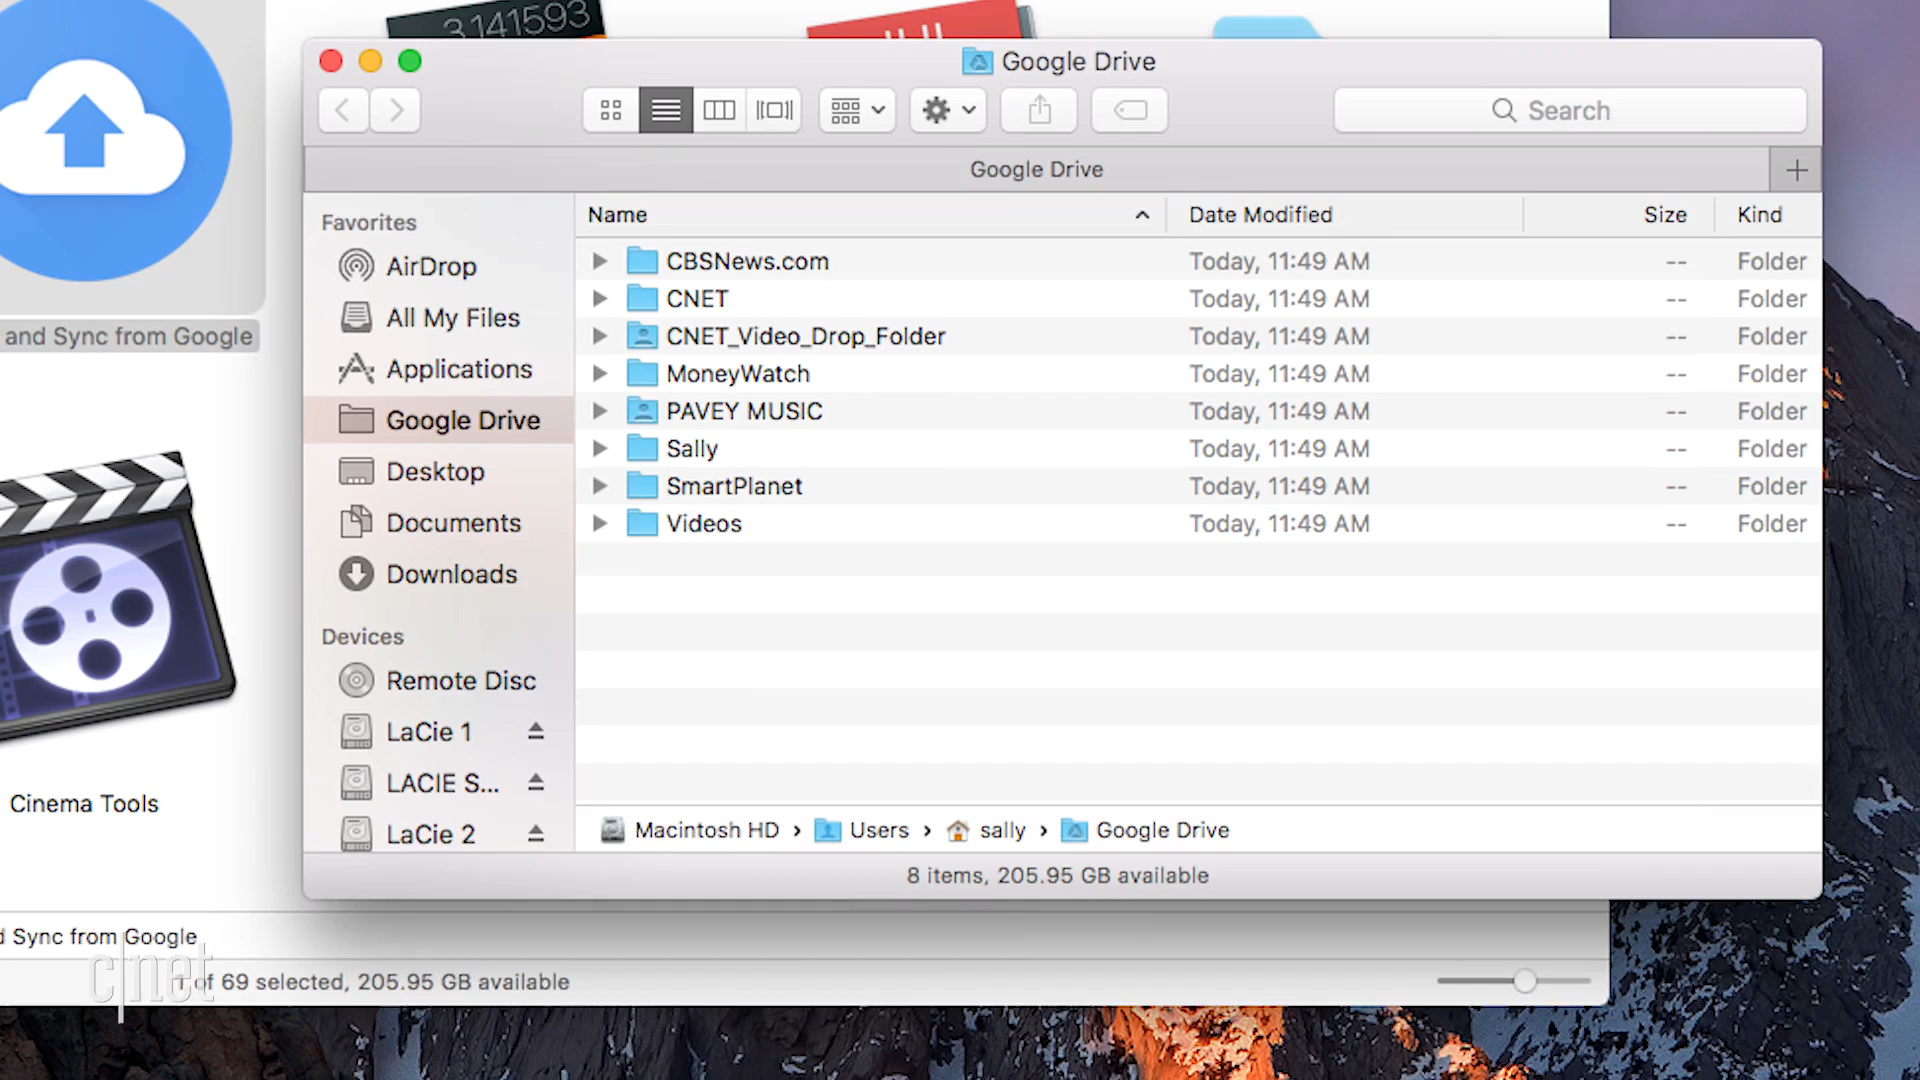 3.141593
Google Drive
Search
Google Drive
Favorites
AirDrop
All My Files
Applications
Google Drive
Desktop
Documents
Downloads
Devices
Remote Disc
LaCie 1
LACIE S...
LaCie 2
Name Date Modified Size Kind
CBSNews.com Today, 11:49 AM -- Folder
CNET Today, 11:49 AM -- Folder
CNET_Video_Drop_Folder Today, 11:49 AM -- Folder
MoneyWatch Today, 11:49 AM -- Folder
PAVEY MUSIC Today, 11:49 AM -- Folder
Sally Today, 11:49 AM -- Folder
SmartPlanet Today, 11:49 AM -- Folder
Videos Today, 11:49 AM -- Folder
Macintosh HD › Users › sally › Google Drive
8 items, 205.95 GB available
and Sync from Google
Cinema Tools
d Sync from Google
c|net
1 of 69 selected, 205.95 GB available